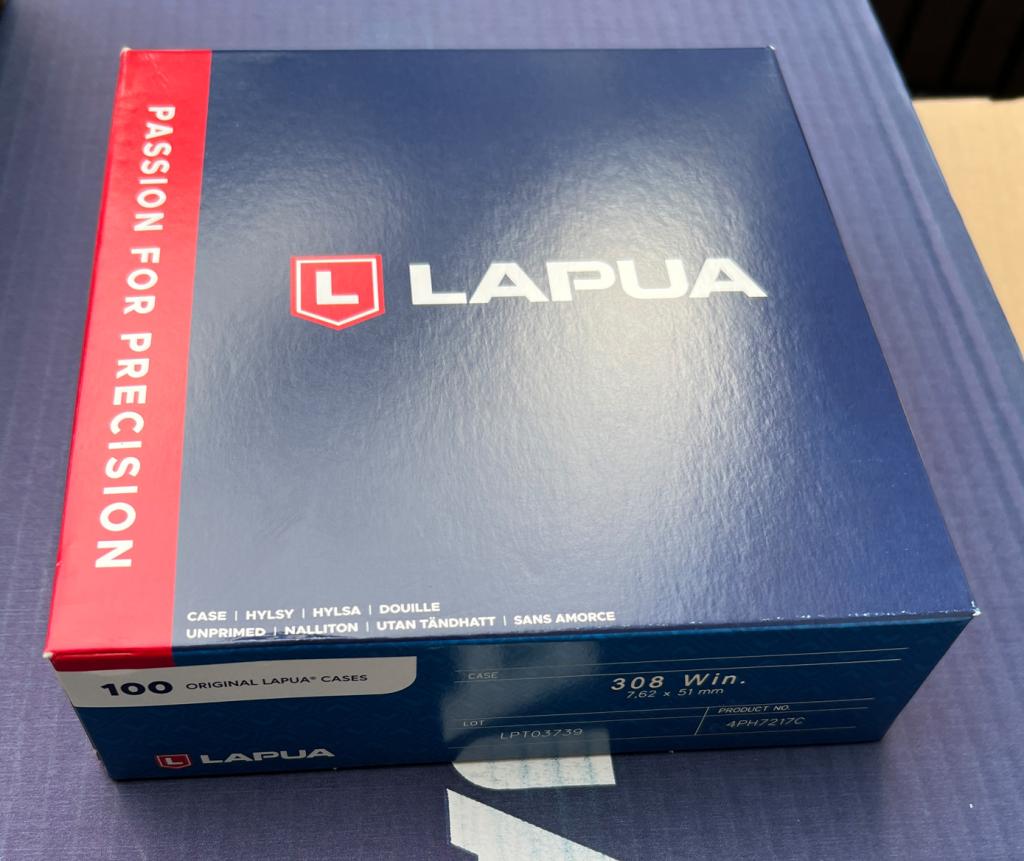 PASSION FOR PRECISION
L LAPUA
CASE | HYLSY | HYLSA | DOUILLE
UNPRIMED | NALLITON | UTAN TÄNDHATT | SANS AMORCE
100 ORIGINAL LAPUA® CASES
CASE
308 Win.
7,62 x 51 mm
LOT
LPT03739
PRODUCT NO.
4PH7217C
L LAPUA